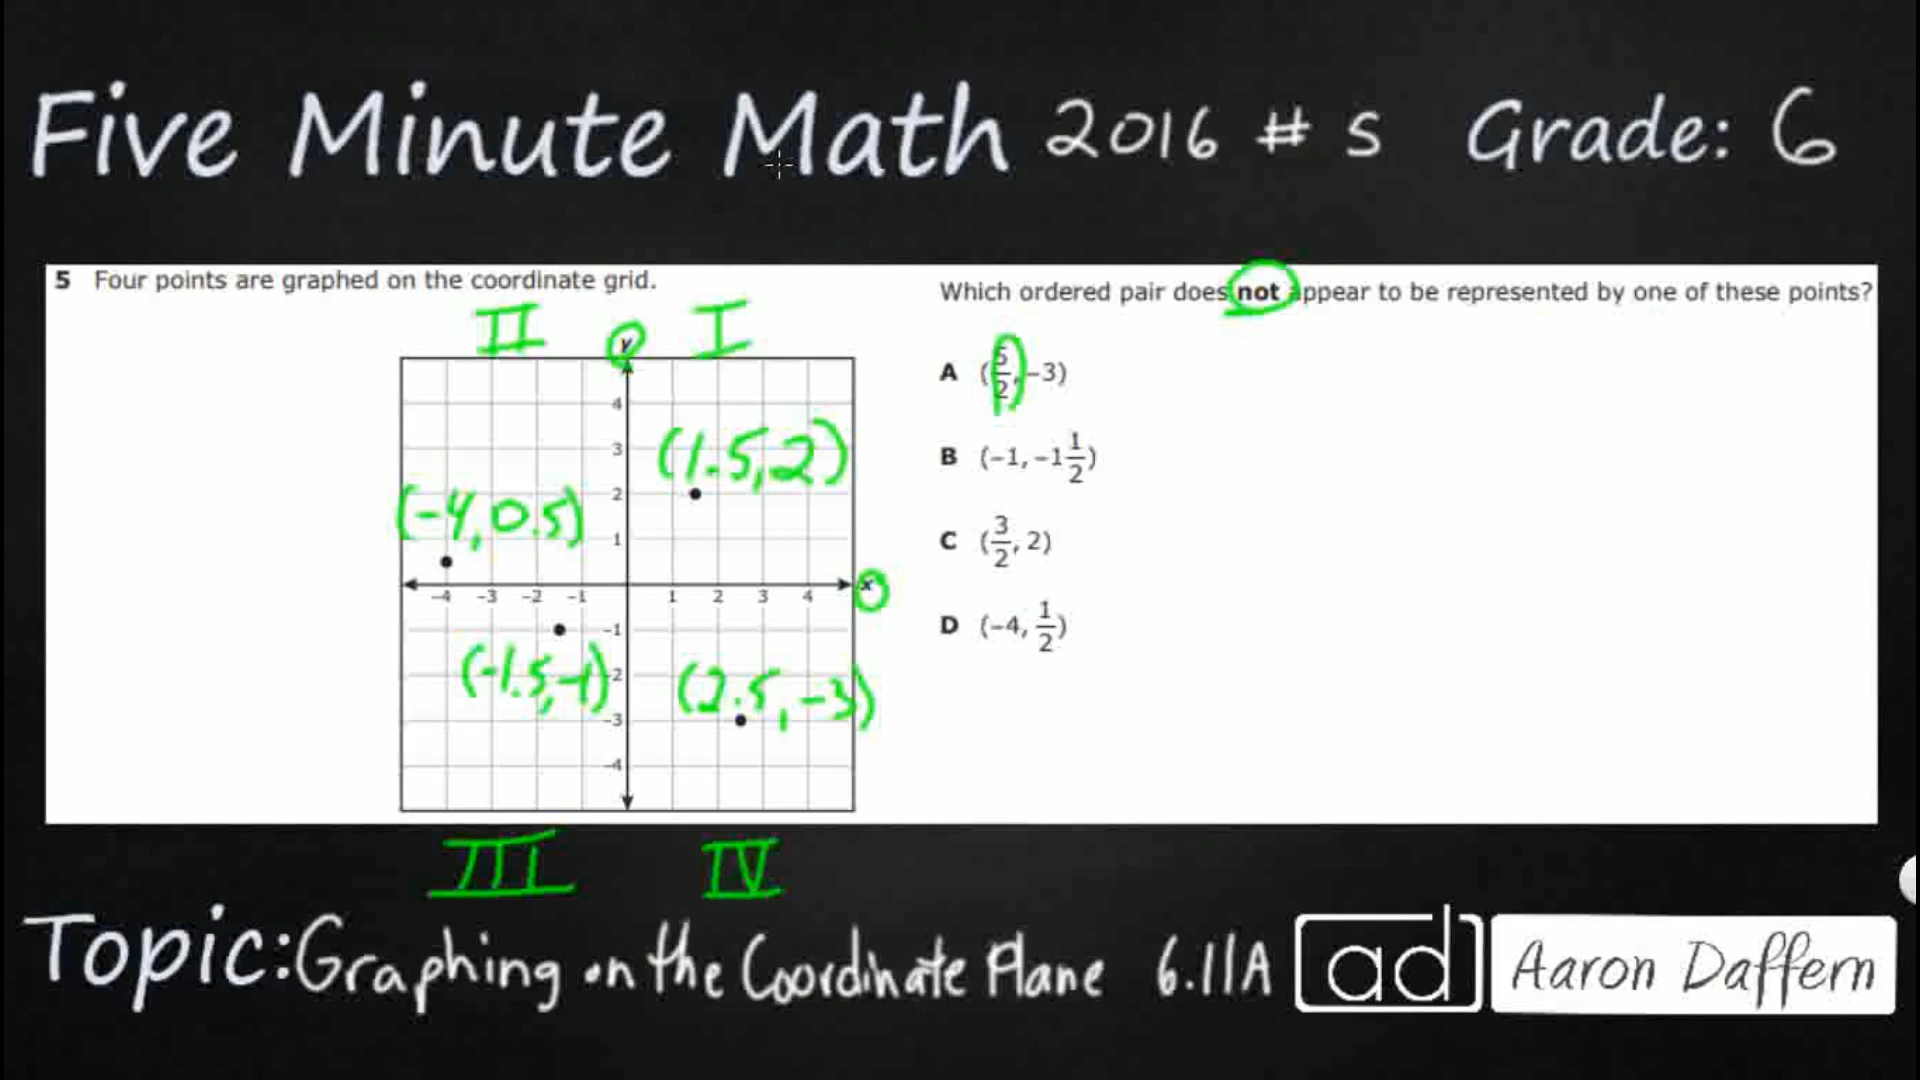 Five Minute Math 2016 # 5 Grade: 6
5 Four points are graphed on the coordinate grid.
Which ordered pair does not appear to be represented by one of these points?
II I
y
4
3
2
1
(1.5,2)
(-4,0.5)
-4 -3 -2 -1 1 2 3 4 x
-1
-2
-3
-4
(-1.5,-1) (2.5,-3)
A (5/2, -3)
B (-1, -1 1/2)
C (3/2, 2)
D (-4, 1/2)
III IV
Topic: Graphing on the Coordinate Plane 6.11A ad Aaron Daffern